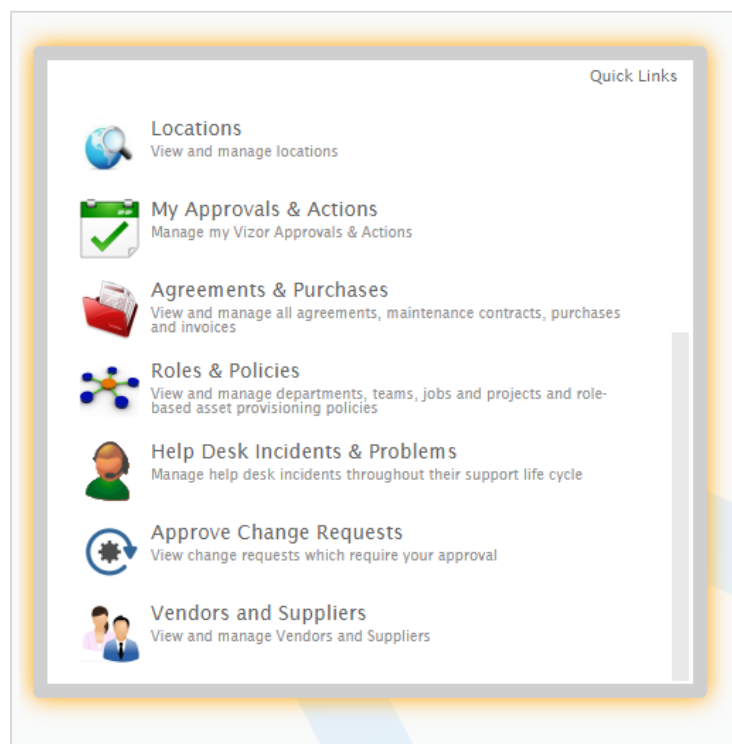 Quick Links
Locations
View and manage locations
My Approvals & Actions
Manage my Vizor Approvals & Actions
Agreements & Purchases
View and manage all agreements, maintenance contracts, purchases
and invoices
Roles & Policies
View and manage departments, teams, jobs and projects and role-
based asset provisioning policies
Help Desk Incidents & Problems
Manage help desk incidents throughout their support life cycle
Approve Change Requests
View change requests which require your approval
Vendors and Suppliers
View and manage Vendors and Suppliers